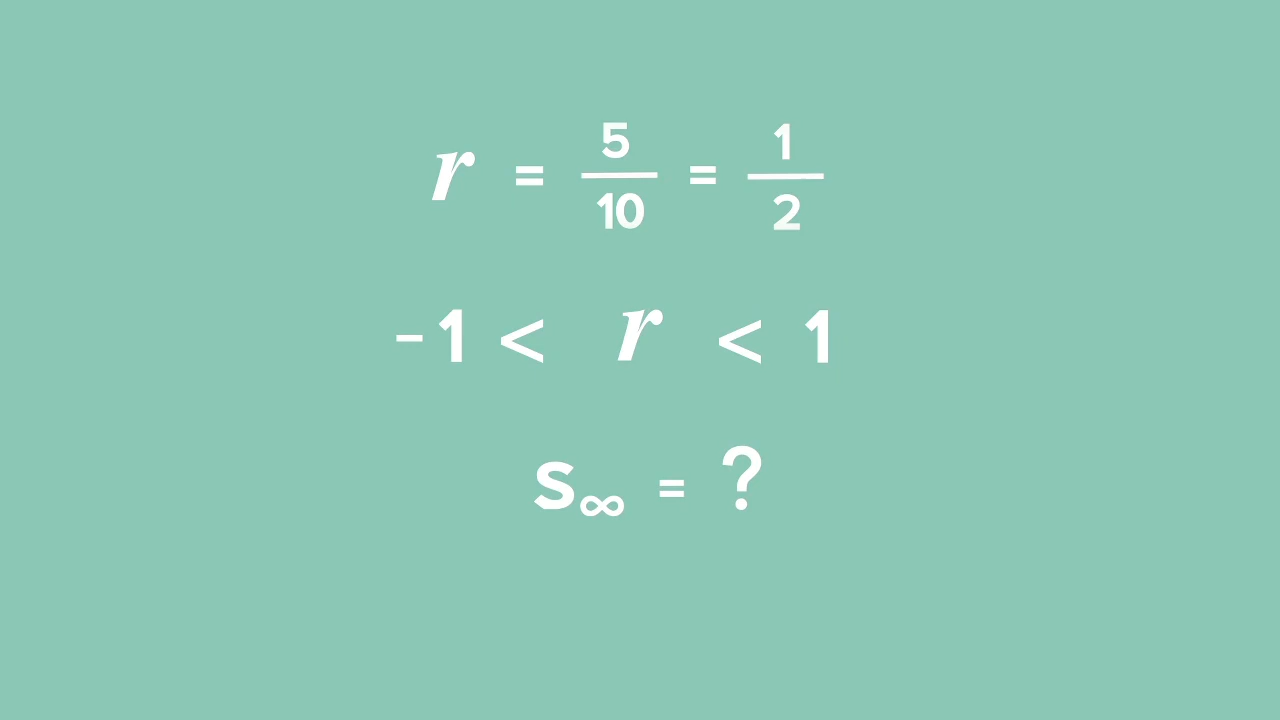 r = 5/10 = 1/2
-1 < r < 1
s∞ = ?